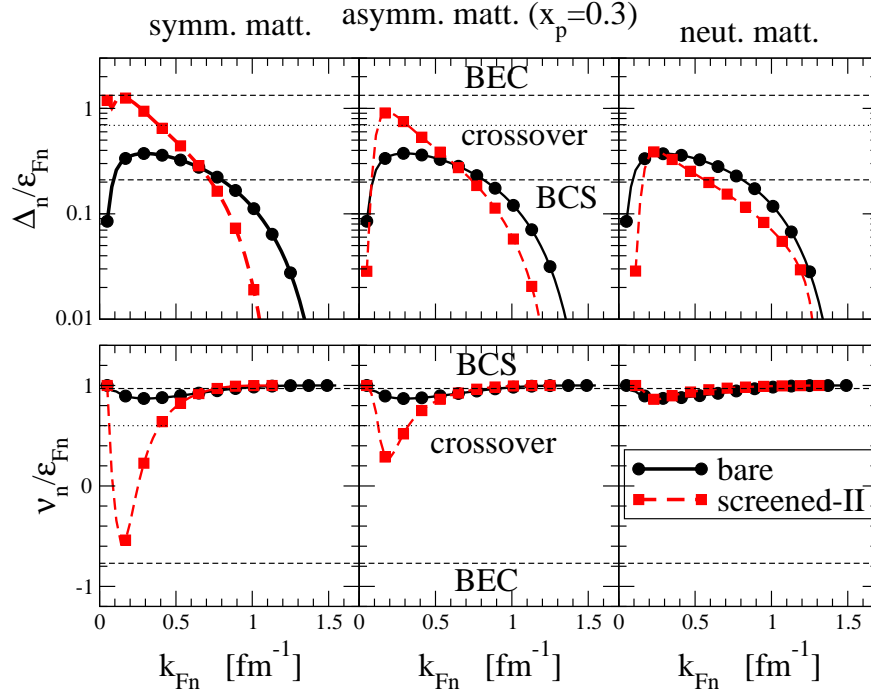 symm. matt. asymm. matt. (x_p=0.3) neut. matt.
BEC
crossover
BCS
Δ_n/ε_Fn
1
0.1
0.01
BCS
crossover
BEC
ν_n/ε_Fn
1
0
-1
bare
screened-II
0 0.5 1 1.5 0 0.5 1 1.5 0 0.5 1 1.5
k_Fn [fm^-1] k_Fn [fm^-1] k_Fn [fm^-1]